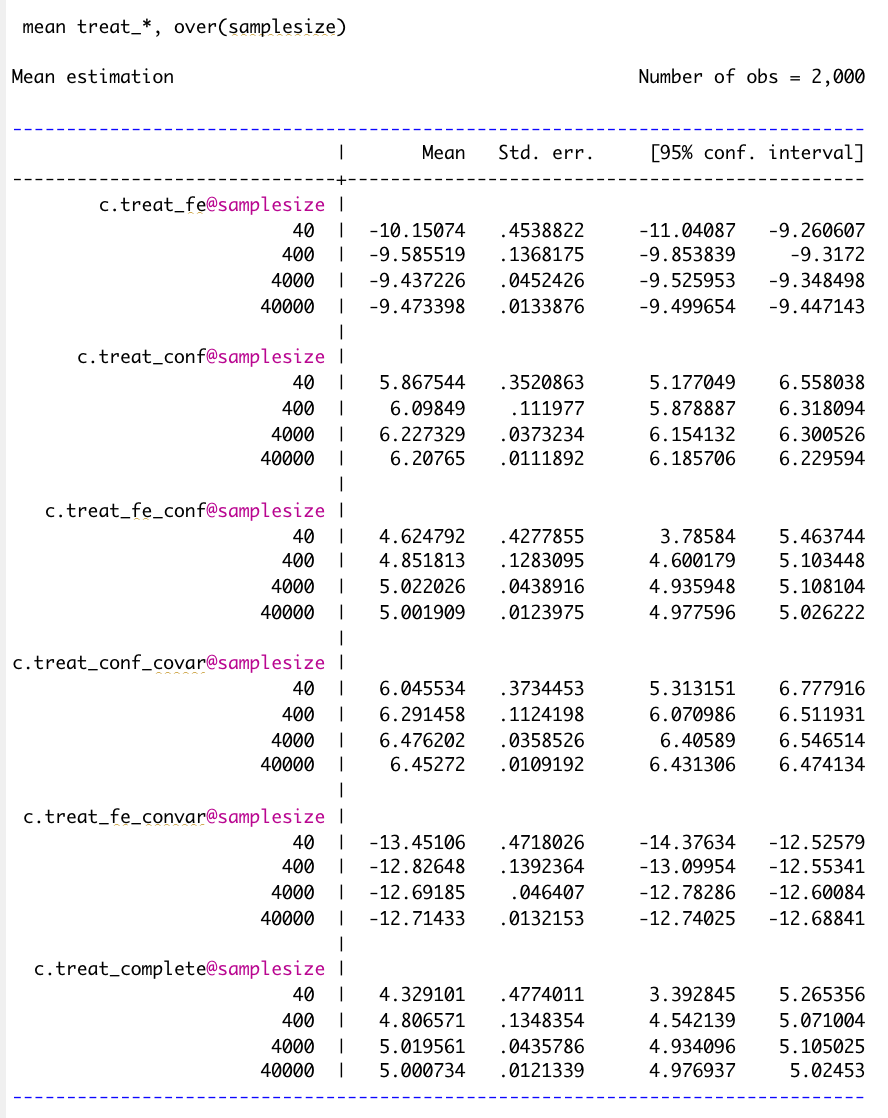 mean treat_*, over(samplesize)
Mean estimation                                           Number of obs = 2,000
-------------------------------------------------------------------------------
                              |       Mean   Std. err.     [95% conf. interval]
------------------------------+------------------------------------------------
        c.treat_fe@samplesize |
                          40  |  -10.15074   .4538822     -11.04087   -9.260607
                         400  |  -9.585519   .1368175     -9.853839     -9.3172
                        4000  |  -9.437226   .0452426     -9.525953   -9.348498
                       40000  |  -9.473398   .0133876     -9.499654   -9.447143
                              |
      c.treat_conf@samplesize |
                          40  |   5.867544   .3520863      5.177049    6.558038
                         400  |    6.09849    .111977      5.878887    6.318094
                        4000  |   6.227329   .0373234      6.154132    6.300526
                       40000  |    6.20765   .0111892      6.185706    6.229594
                              |
   c.treat_fe_conf@samplesize |
                          40  |   4.624792   .4277855       3.78584    5.463744
                         400  |   4.851813   .1283095      4.600179    5.103448
                        4000  |   5.022026   .0438916      4.935948    5.108104
                       40000  |   5.001909   .0123975      4.977596    5.026222
                              |
c.treat_conf_covar@samplesize |
                          40  |   6.045534   .3734453      5.313151    6.777916
                         400  |   6.291458   .1124198      6.070986    6.511931
                        4000  |   6.476202   .0358526       6.40589    6.546514
                       40000  |    6.45272   .0109192      6.431306    6.474134
                              |
 c.treat_fe_convar@samplesize |
                          40  |  -13.45106   .4718026     -14.37634   -12.52579
                         400  |  -12.82648   .1392364     -13.09954   -12.55341
                        4000  |  -12.69185    .046407     -12.78286   -12.60084
                       40000  |  -12.71433   .0132153     -12.74025   -12.68841
                              |
  c.treat_complete@samplesize |
                          40  |   4.329101   .4774011      3.392845    5.265356
                         400  |   4.806571   .1348354      4.542139    5.071004
                        4000  |   5.019561   .0435786      4.934096    5.105025
                       40000  |   5.000734   .0121339      4.976937     5.02453
-------------------------------------------------------------------------------